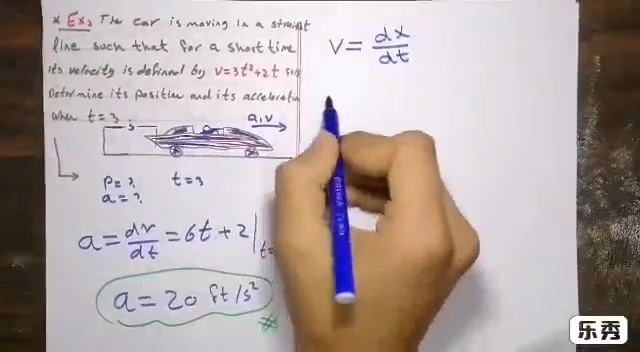 * Ex: The car is moving in a straight
line such that for a short time
its velocity is defined by v=3t²+2t
Determine its position and its acceleration
when t=3.
S
a,v
P=?
t=3
a=?
a = dv/dt = 6t + 2 |t=
a = 20 ft/s²
V = dx/dt
乐秀